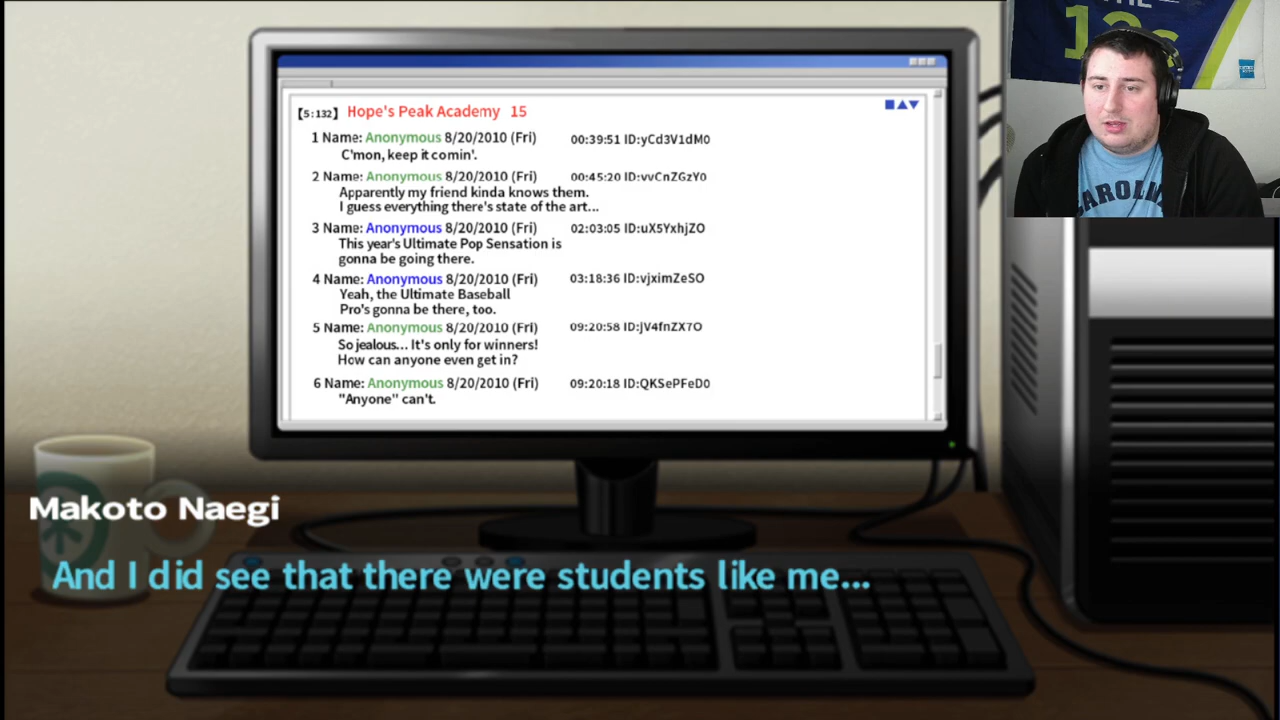 THE
12s
CAROLINA
[5:132] Hope's Peak Academy 15
1 Name: Anonymous 8/20/2010 (Fri) 00:39:51 ID:yCd3V1dM0
C'mon, keep it comin'.
2 Name: Anonymous 8/20/2010 (Fri) 00:45:20 ID:vvCnZGzY0
Apparently my friend kinda knows them.
I guess everything there's state of the art...
3 Name: Anonymous 8/20/2010 (Fri) 02:03:05 ID:uX5YxhjZO
This year's Ultimate Pop Sensation is
gonna be going there.
4 Name: Anonymous 8/20/2010 (Fri) 03:18:36 ID:vjximZeSO
Yeah, the Ultimate Baseball
Pro's gonna be there, too.
5 Name: Anonymous 8/20/2010 (Fri) 09:20:58 ID:jV4fnZX7O
So jealous... It's only for winners!
How can anyone even get in?
6 Name: Anonymous 8/20/2010 (Fri) 09:20:18 ID:QKSePFeD0
"Anyone" can't.
Makoto Naegi
And I did see that there were students like me...